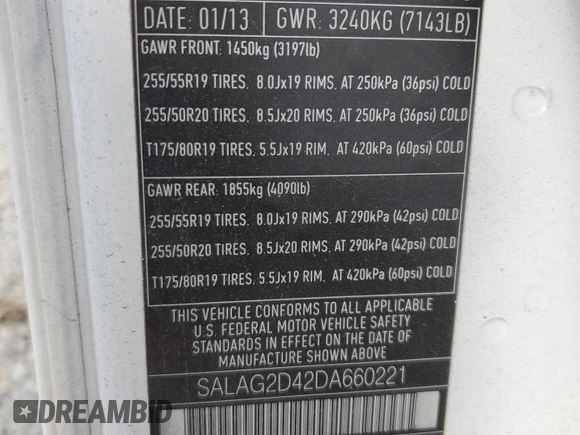 DATE: 01/13 GWR: 3240KG (7143LB)
GAWR FRONT: 1450kg (3197lb)
255/55R19 TIRES. 8.0Jx19 RIMS. AT 250kPa (36psi) COLD
255/50R20 TIRES. 8.5Jx20 RIMS. AT 250kPa (36psi) COLD
T175/80R19 TIRES. 5.5Jx19 RIM. AT 420kPa (60psi) COLD
GAWR REAR: 1855kg (4090lb)
255/55R19 TIRES. 8.0Jx19 RIMS. AT 290kPa (42psi) COLD
255/50R20 TIRES. 8.5Jx20 RIMS. AT 290kPa (42psi) COLD
T175/80R19 TIRES. 5.5Jx19 RIM. AT 420kPa (60psi) COLD
THIS VEHICLE CONFORMS TO ALL APPLICABLE
U.S. FEDERAL MOTOR VEHICLE SAFETY
STANDARDS IN EFFECT ON THE DATE OF
MANUFACTURE SHOWN ABOVE
SALAG2D42DA660221
SALEAMBID